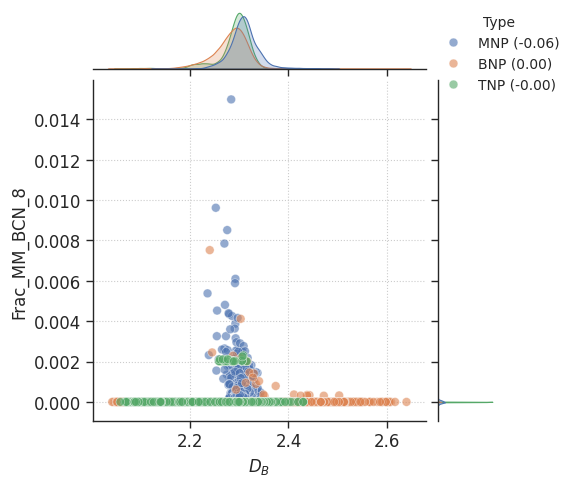 Type
MNP (-0.06)
BNP (0.00)
TNP (-0.00)
Frac_MM_BCN_8
0.014
0.012
0.010
0.008
0.006
0.004
0.002
0.000
2.2 2.4 2.6
D_B